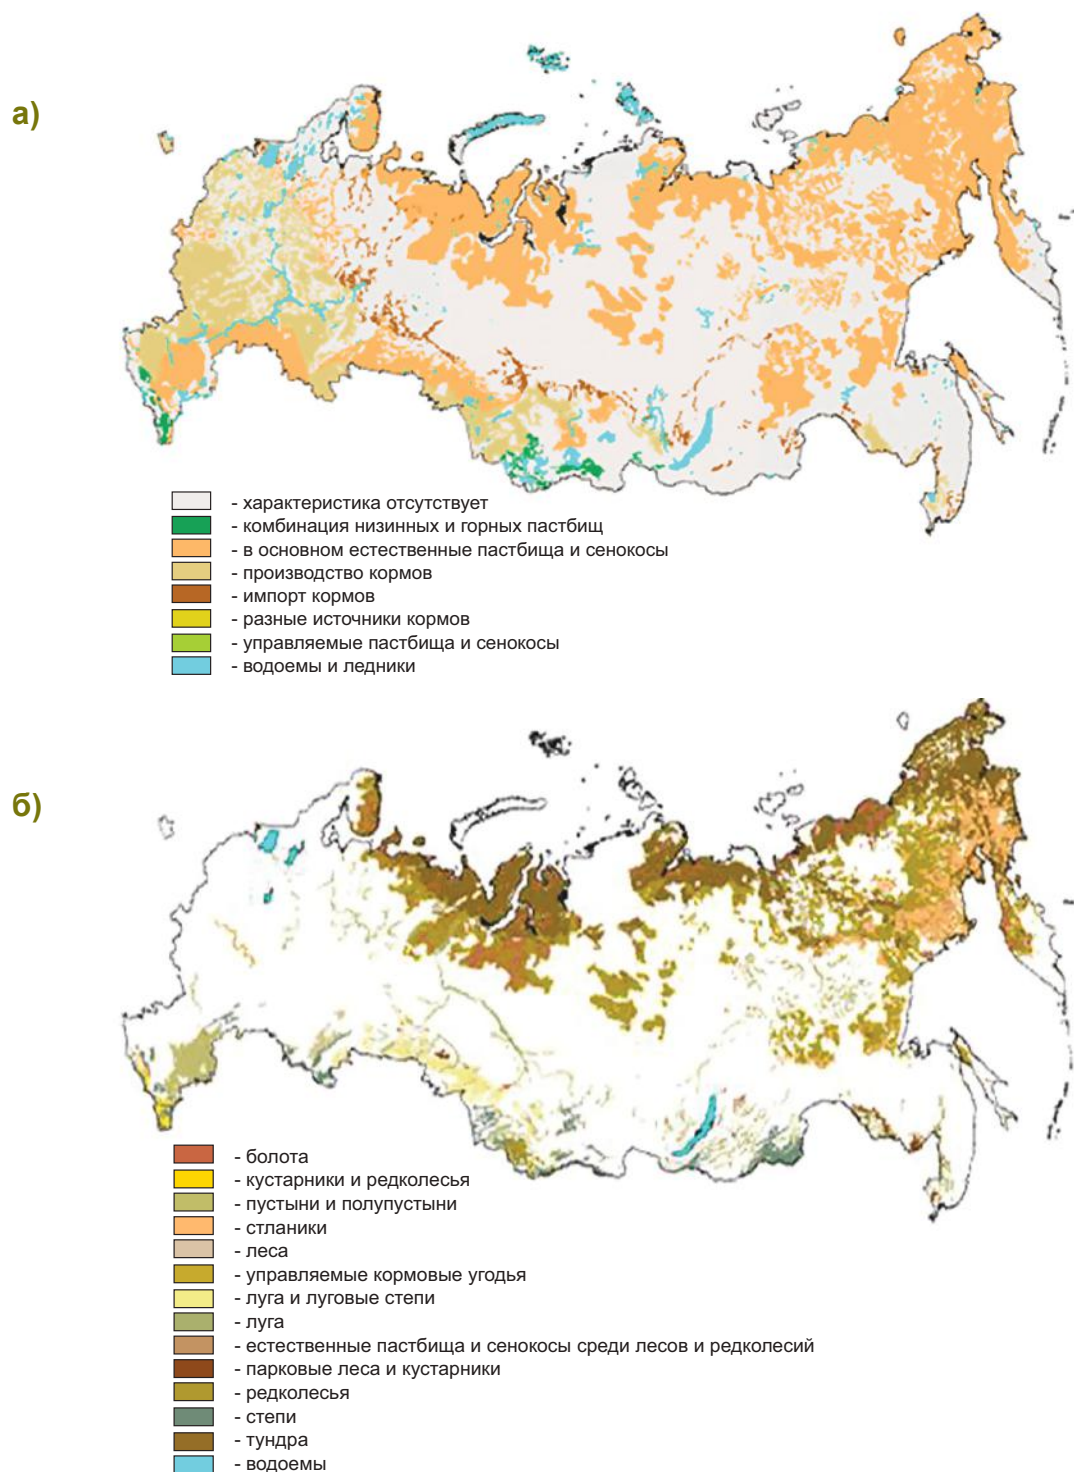 а)
- характеристика отсутствует
- комбинация низинных и горных пастбищ
- в основном естественные пастбища и сенокосы
- производство кормов
- импорт кормов
- разные источники кормов
- управляемые пастбища и сенокосы
- водоемы и ледники
б)
- болота
- кустарники и редколесья
- пустыни и полупустыни
- стланики
- леса
- управляемые кормовые угодья
- луга и луговые степи
- луга
- естественные пастбища и сенокосы среди лесов и редколесий
- парковые леса и кустарники
- редколесья
- степи
- тундра
- водоемы